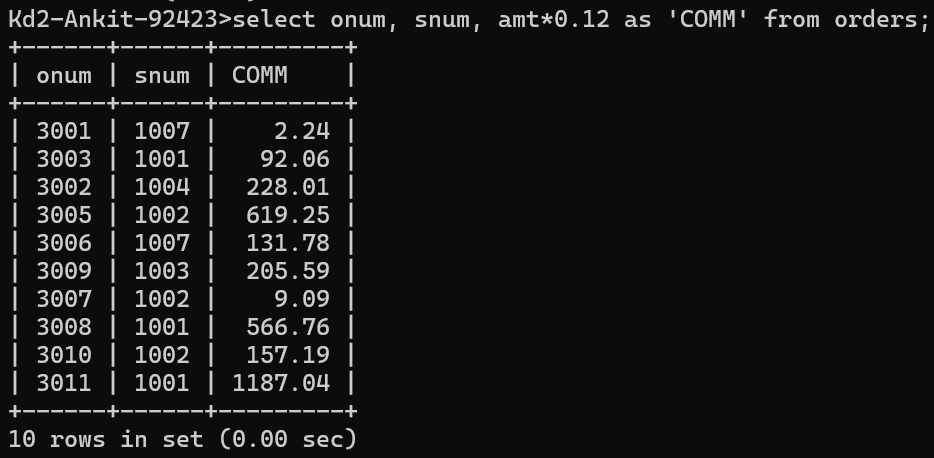 Kd2-Ankit-92423>select onum, snum, amt*0.12 as 'COMM' from orders;
+------+------+---------+
| onum | snum | COMM    |
+------+------+---------+
| 3001 | 1007 |    2.24 |
| 3003 | 1001 |   92.06 |
| 3002 | 1004 |  228.01 |
| 3005 | 1002 |  619.25 |
| 3006 | 1007 |  131.78 |
| 3009 | 1003 |  205.59 |
| 3007 | 1002 |    9.09 |
| 3008 | 1001 |  566.76 |
| 3010 | 1002 |  157.19 |
| 3011 | 1001 | 1187.04 |
+------+------+---------+
10 rows in set (0.00 sec)